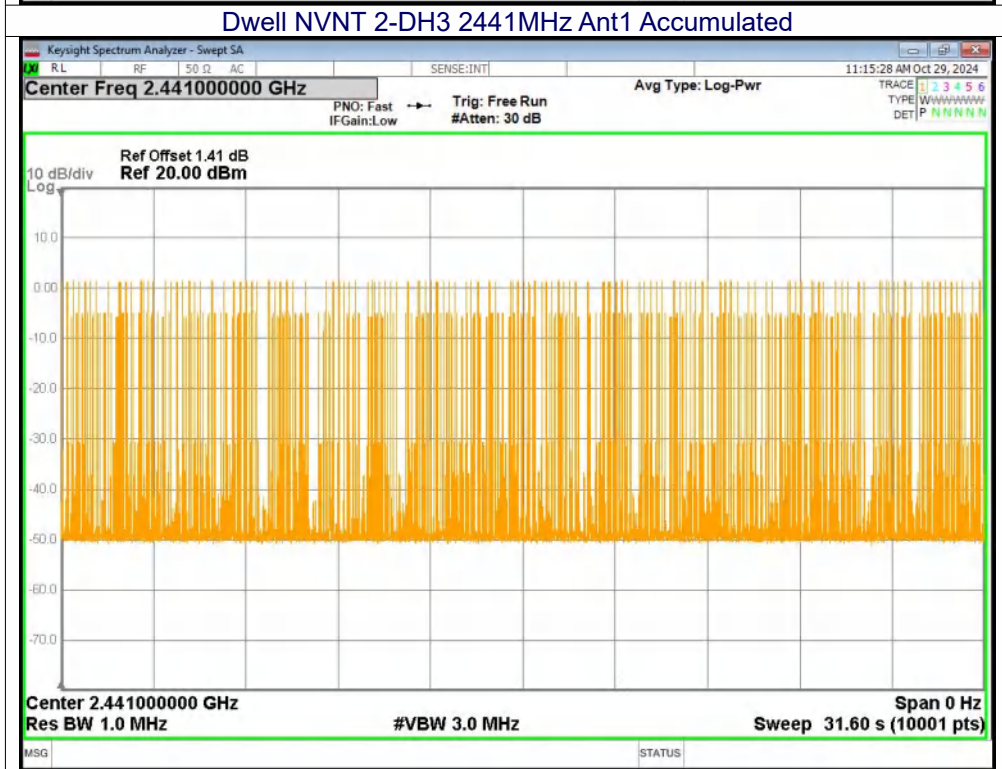 Dwell NVNT 2-DH3 2441MHz Ant1 Accumulated
Keysight Spectrum Analyzer - Swept SA
LXI RL RF 50 Ω AC SENSE:INT 11:15:28 AM Oct 29, 2024
Center Freq 2.441000000 GHz
PNO: Fast
IFGain:Low
Trig: Free Run
#Atten: 30 dB
Avg Type: Log-Pwr
TRACE 1 2 3 4 5 6
TYPE WWWWWWW
DET P N N N N N
Ref Offset 1.41 dB
10 dB/div Ref 20.00 dBm
Log
10.0
0.00
-10.0
-20.0
-30.0
-40.0
-50.0
-60.0
-70.0
Center 2.441000000 GHz Span 0 Hz
Res BW 1.0 MHz #VBW 3.0 MHz Sweep 31.60 s (10001 pts)
MSG STATUS